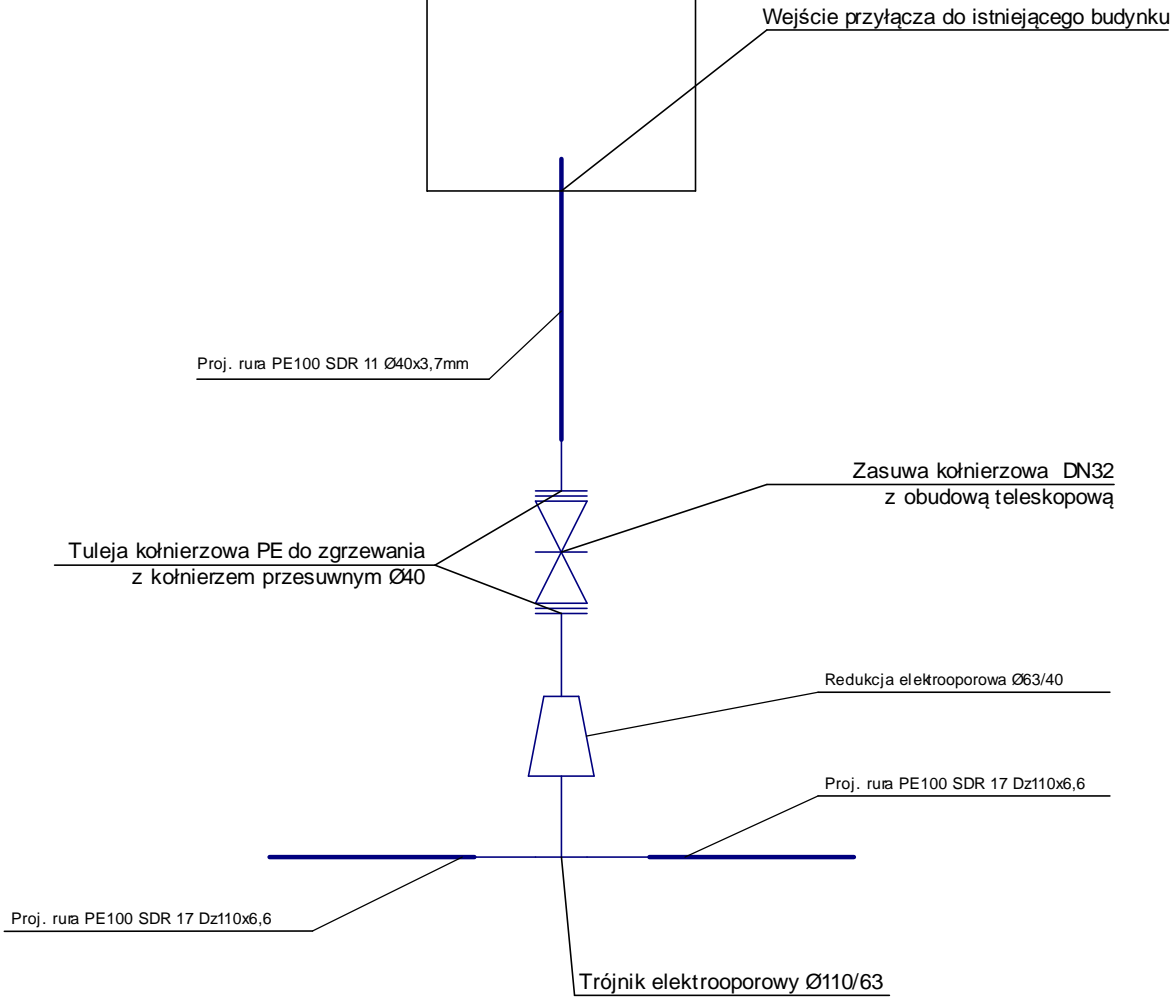 Wejście przyłącza do istniejącego budynku
Proj. rura PE100 SDR 11 Ø40x3,7mm
Zasuwa kołnierzowa DN32
z obudową teleskopową
Tuleja kołnierzowa PE do zgrzewania
z kołnierzem przesuwnym Ø40
Redukcja elektrooporowa Ø63/40
Proj. rura PE100 SDR 17 Dz110x6,6
Proj. rura PE100 SDR 17 Dz110x6,6
Trójnik elektrooporowy Ø110/63